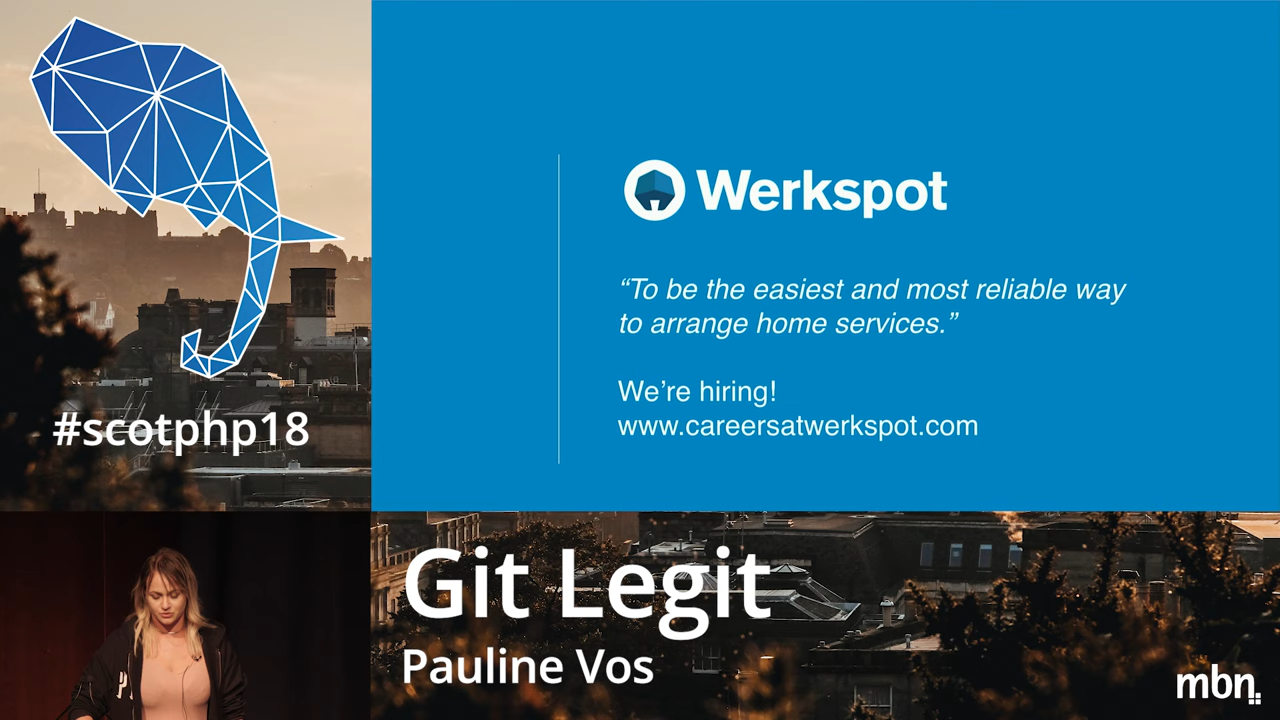 #scotphp18
Werkspot
“To be the easiest and most reliable way
to arrange home services.”
We’re hiring!
www.careersatwerkspot.com
Git Legit
Pauline Vos
mbn